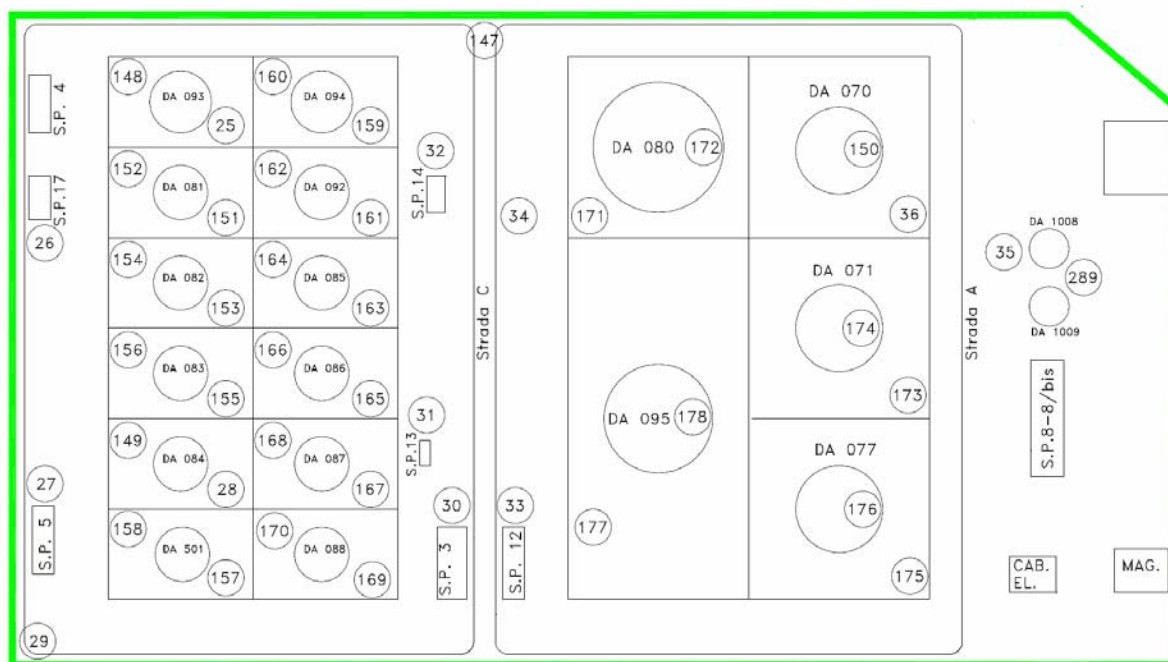 147
148
DA 093
25
160
DA 094
159
S.P. 4
152
DA 081
151
162
DA 092
161
S.P.17
26
154
DA 082
153
164
DA 085
163
156
DA 083
155
166
DA 086
165
149
DA 084
28
168
DA 087
167
27
S.P. 5
158
DA 501
157
170
DA 088
169
29
32
S.P.14
31
S.P.13
30
S.P. 3
Strada C
34
33
S.P. 12
DA 080
172
171
DA 070
150
36
DA 071
174
173
DA 095
178
177
DA 077
176
175
Strada A
35
DA 1008
289
DA 1009
S.P.8-8/bis
CAB.
EL.
MAG.